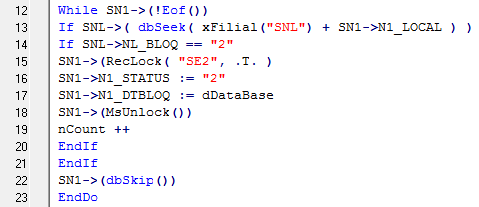 12 While SN1->(!Eof())
13 If SNL->( dbSeek( xFilial("SNL") + SN1->N1_LOCAL ) )
14 If SNL->NL_BLOQ == "2"
15 SN1->(RecLock( "SE2", .T. )
16 SN1->N1_STATUS := "2"
17 SN1->N1_DTBLOQ := dDataBase
18 SN1->(MsUnlock())
19 nCount ++
20 EndIf
21 EndIf
22 SN1->(dbSkip())
23 EndDo